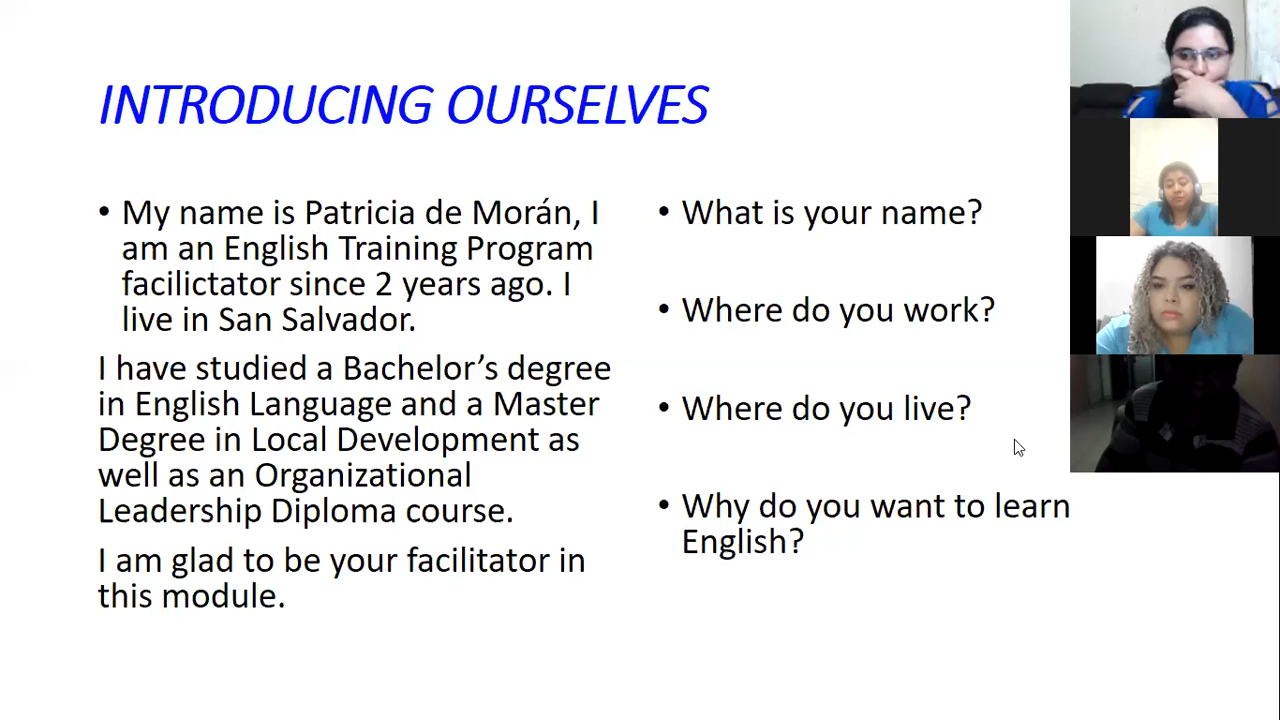 INTRODUCING OURSELVES
• My name is Patricia de Morán, I
am an English Training Program
facilictator since 2 years ago. I
live in San Salvador.
I have studied a Bachelor’s degree
in English Language and a Master
Degree in Local Development as
well as an Organizational
Leadership Diploma course.
I am glad to be your facilitator in
this module.
• What is your name?
• Where do you work?
• Where do you live?
• Why do you want to learn
English?